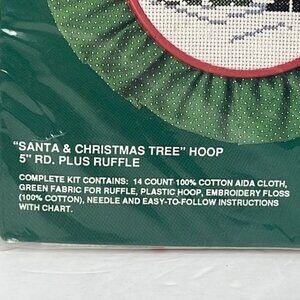 "SANTA & CHRISTMAS TREE" HOOP
5" RD. PLUS RUFFLE
COMPLETE KIT CONTAINS: 14 COUNT 100% COTTON AIDA CLOTH,
GREEN FABRIC FOR RUFFLE, PLASTIC HOOP, EMBROIDERY FLOSS
(100% COTTON), NEEDLE AND EASY-TO-FOLLOW INSTRUCTIONS
WITH CHART.